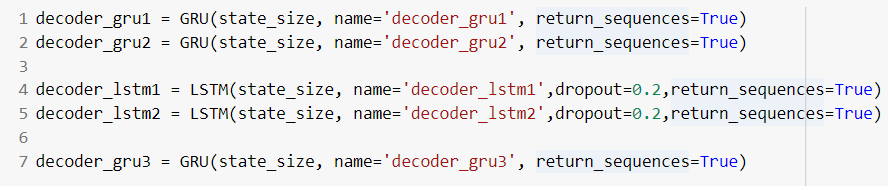 1 decoder_gru1 = GRU(state_size, name='decoder_gru1', return_sequences=True)
2 decoder_gru2 = GRU(state_size, name='decoder_gru2', return_sequences=True)
3
4 decoder_lstm1 = LSTM(state_size, name='decoder_lstm1',dropout=0.2,return_sequences=True)
5 decoder_lstm2 = LSTM(state_size, name='decoder_lstm2',dropout=0.2,return_sequences=True)
6
7 decoder_gru3 = GRU(state_size, name='decoder_gru3', return_sequences=True)